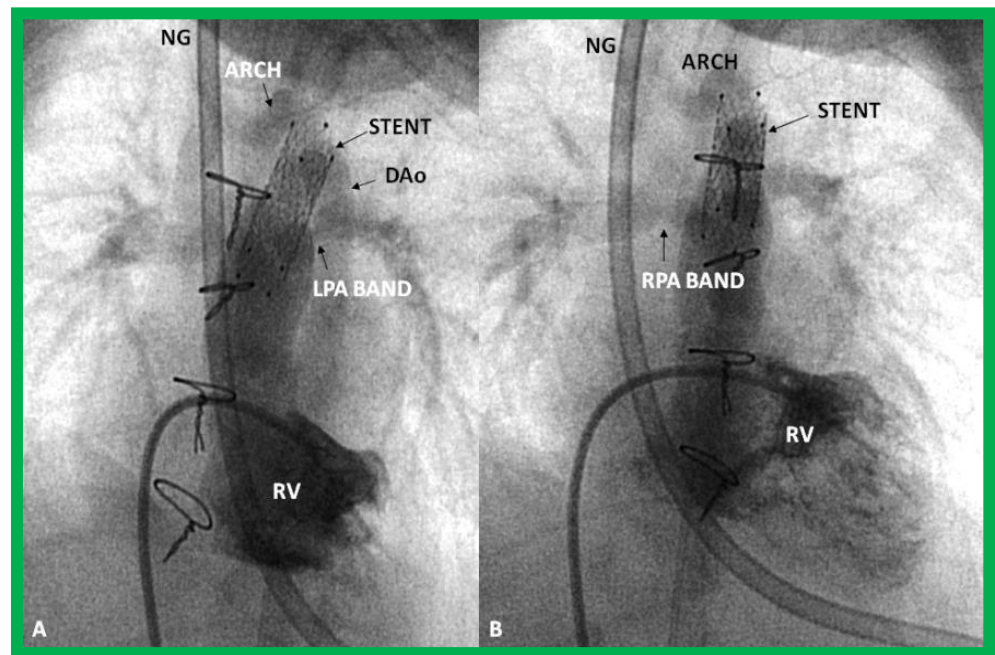 NG
ARCH
STENT
DAo
LPA BAND
RV
A
NG
ARCH
STENT
RPA BAND
RV
B